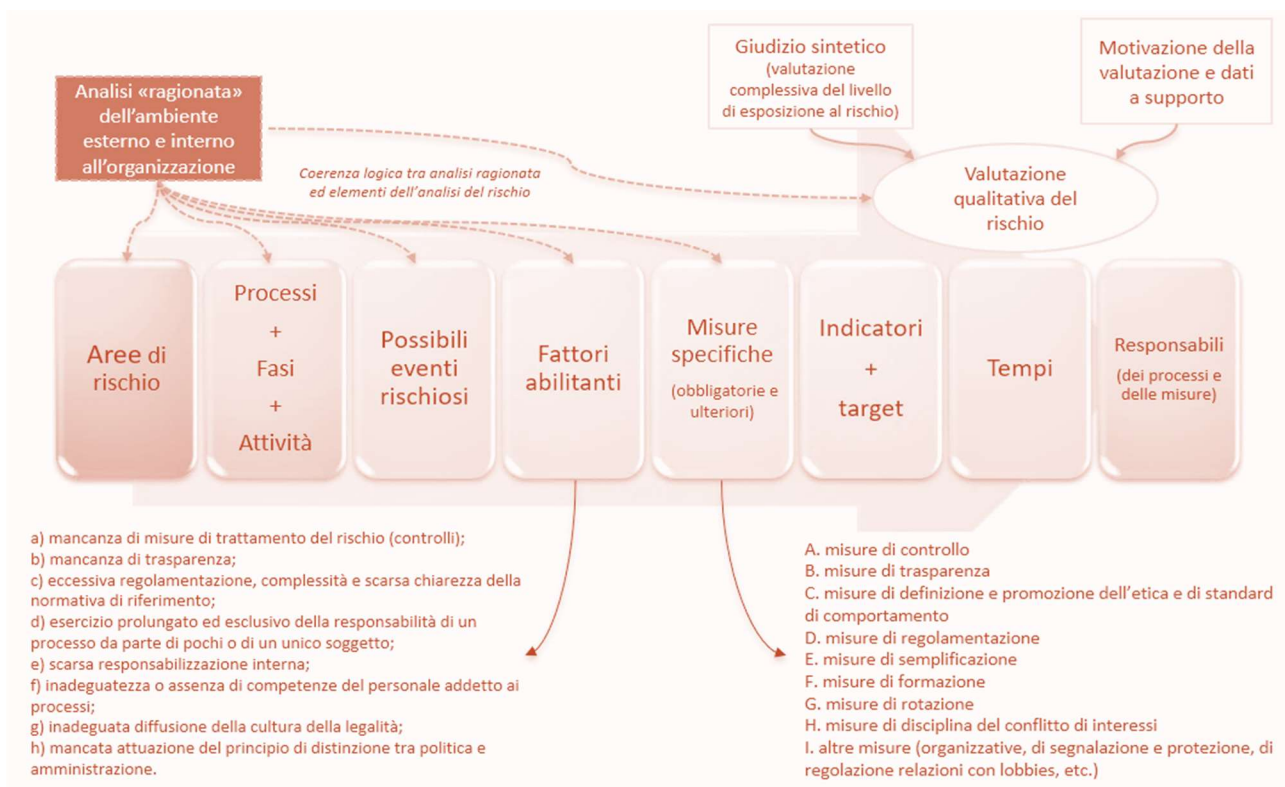 Analisi «ragionata»
dell'ambiente
esterno e interno
all'organizzazione
Giudizio sintetico
(valutazione
complessiva del livello
di esposizione al rischio)
Motivazione della
valutazione e dati
a supporto
Coerenza logica tra analisi ragionata
ed elementi dell'analisi del rischio
Valutazione
qualitativa del
rischio
Aree di
rischio
Processi
+
Fasi
+
Attività
Possibili
eventi
rischiosi
Fattori
abilitanti
Misure
specifiche
(obbligatorie e
ulteriori)
Indicatori
+
target
Tempi
Responsabili
(dei processi e
delle misure)
a) mancanza di misure di trattamento del rischio (controlli);
b) mancanza di trasparenza;
c) eccessiva regolamentazione, complessità e scarsa chiarezza della
normativa di riferimento;
d) esercizio prolungato ed esclusivo della responsabilità di un
processo da parte di pochi o di un unico soggetto;
e) scarsa responsabilizzazione interna;
f) inadeguatezza o assenza di competenze del personale addetto ai
processi;
g) inadeguata diffusione della cultura della legalità;
h) mancata attuazione del principio di distinzione tra politica e
amministrazione.
A. misure di controllo
B. misure di trasparenza
C. misure di definizione e promozione dell'etica e di standard
di comportamento
D. misure di regolamentazione
E. misure di semplificazione
F. misure di formazione
G. misure di rotazione
H. misure di disciplina del conflitto di interessi
I. altre misure (organizzative, di segnalazione e protezione, di
regolazione relazioni con lobbies, etc.)